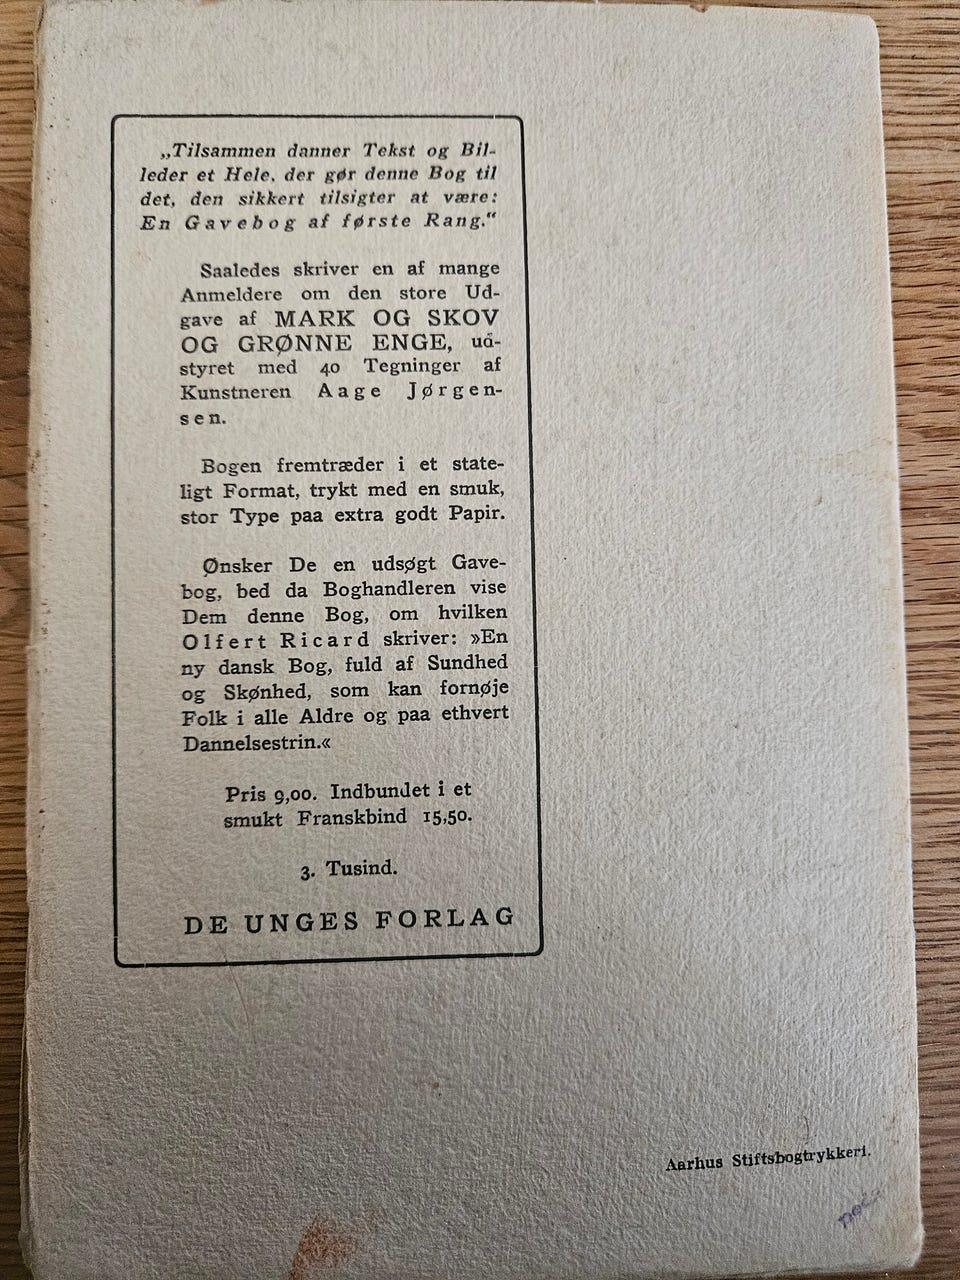 „Tilsammen danner Tekst og Bil-
leder et Hele, der gør denne Bog til
det, den sikkert tilsigter at være:
En Gavebog af første Rang.“
Saaledes skriver en af mange
Anmeldere om den store Ud-
gave af MARK OG SKOV
OG GRØNNE ENGE, ud-
styret med 40 Tegninger af
Kunstneren Aage Jørgen-
sen.
Bogen fremtræder i et state-
ligt Format, trykt med en smuk,
stor Type paa extra godt Papir.
Ønsker De en udsøgt Gave-
bog, bed da Boghandleren vise
Dem denne Bog, om hvilken
Olfert Ricard skriver: »En
ny dansk Bog, fuld af Sundhed
og Skønhed, som kan fornøje
Folk i alle Aldre og paa ethvert
Dannelsestrin.«
Pris 9,00. Indbundet i et
smukt Franskbind 15,50.
3. Tusind.
DE UNGES FORLAG
Aarhus Stiftsbogtrykkeri.